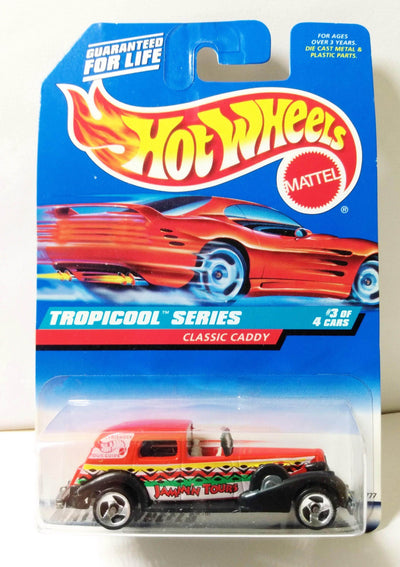 GUARANTEED
FOR LIFE
FOR AGES
OVER 3 YEARS.
DIE CAST METAL &
PLASTIC PARTS.
HOT WHEELS
MATTEL
®
TROPICOOL™ SERIES
#3 OF
4 CARS
CLASSIC CADDY
JAMMIN TOURS